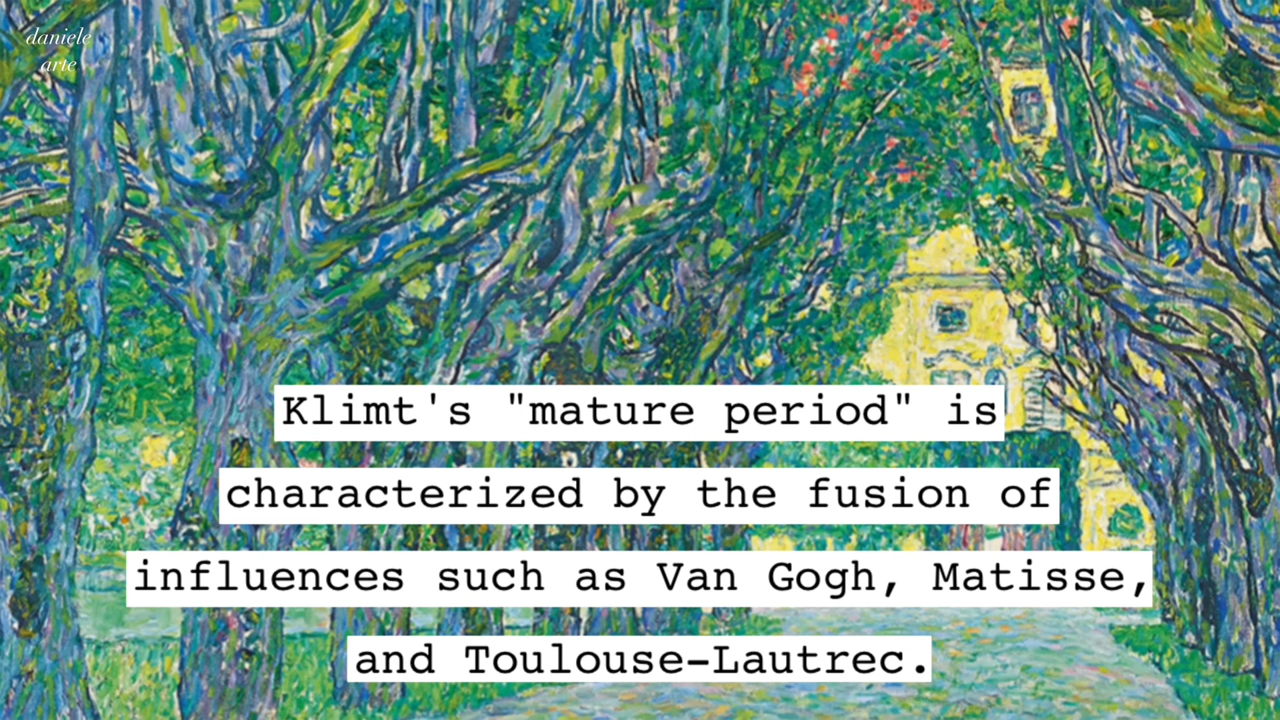 daniele
arte
Klimt's "mature period" is
characterized by the fusion of
influences such as Van Gogh, Matisse,
and Toulouse-Lautrec.